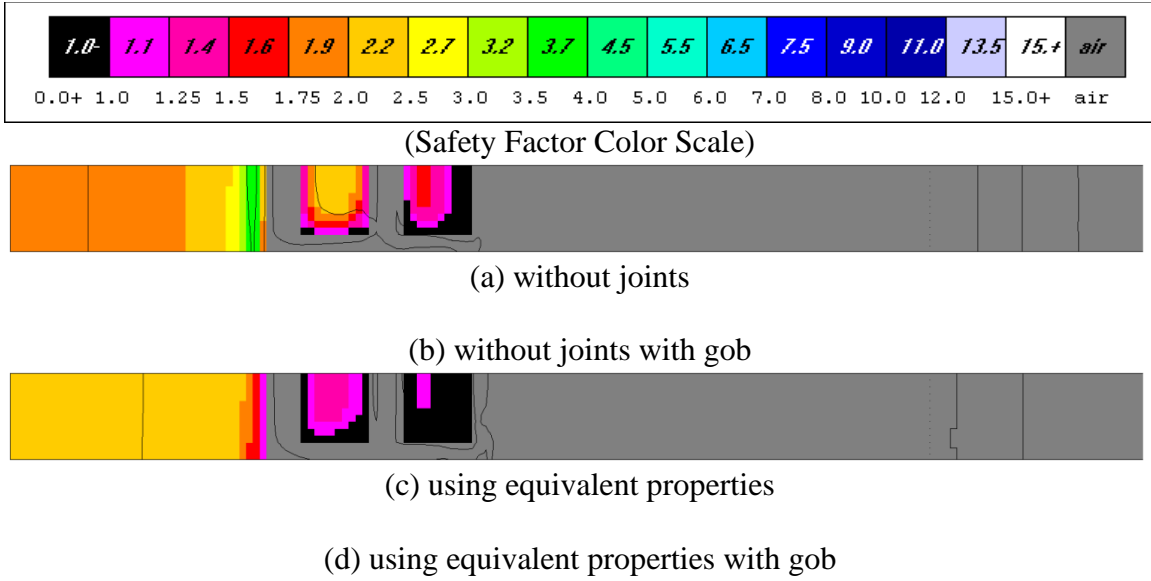 1.0- 1.1 1.4 1.6 1.9 2.2 2.7 3.2 3.7 4.5 5.5 6.5 7.5 9.0 11.0 13.5 15.+ air
0.0+ 1.0 1.25 1.5 1.75 2.0 2.5 3.0 3.5 4.0 5.0 6.0 7.0 8.0 10.0 12.0 15.0+ air
(Safety Factor Color Scale)
(a) without joints
(b) without joints with gob
(c) using equivalent properties
(d) using equivalent properties with gob